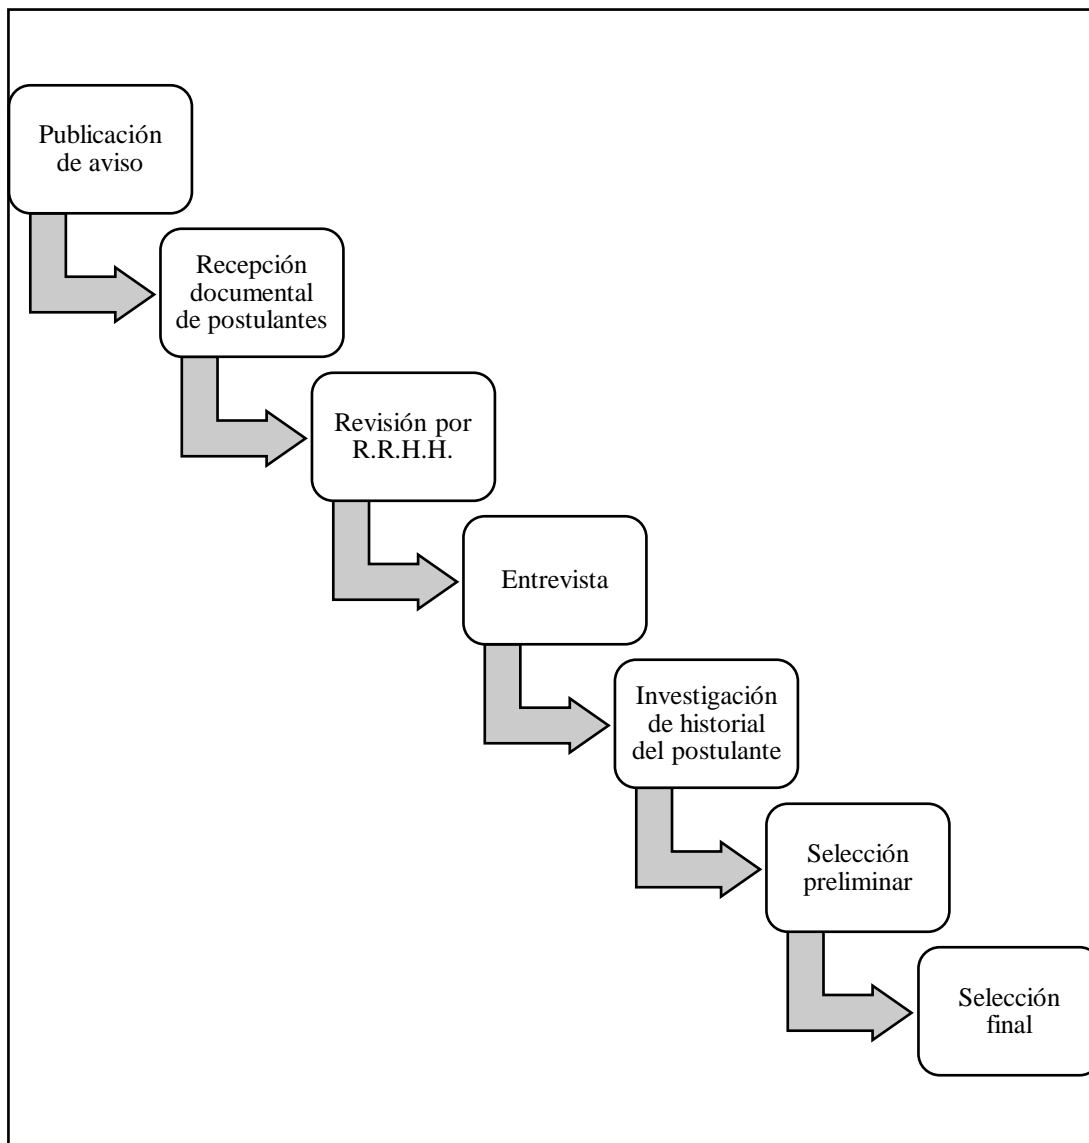 Publicación
de aviso
Recepción
documental
de postulantes
Revisión por
R.R.H.H.
Entrevista
Investigación
de historial
del postulante
Selección
preliminar
Selección
final